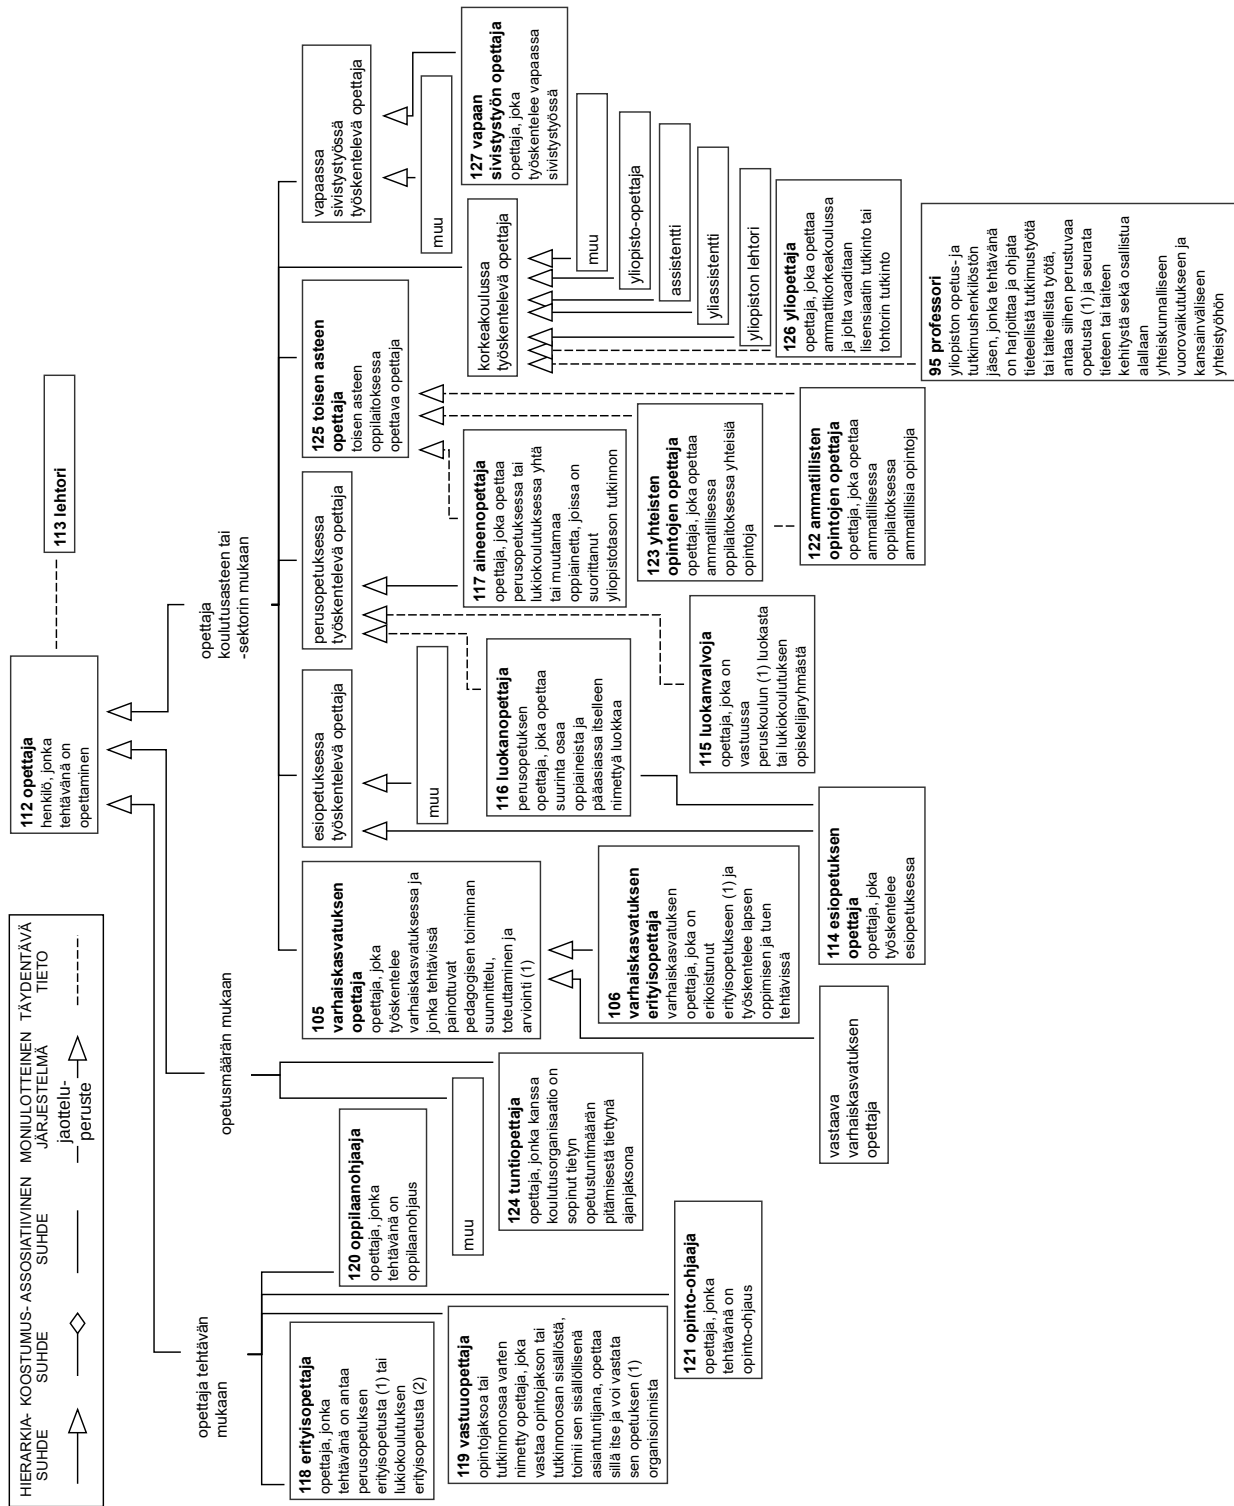 HIERARKIA-
SUHDE
KOOSTUMUS-
SUHDE
ASSOSIATIIVINEN
SUHDE
MONIULOTTEINEN
JÄRJESTELMÄ
TÄYDENTÄVÄ
TIETO
jaottelu-
peruste
112 opettaja
henkilö, jonka
tehtävänä on
opettaminen
113 lehtori
opettaja tehtävän
mukaan
opetusmäärän mukaan
opettaja
koulutusasteen tai
-sektorin mukaan
118 erityisopettaja
opettaja, jonka
tehtävänä on antaa
perusopetuksen
erityisopetusta (1) tai
lukiokoulutuksen
erityisopetusta (2)
120 oppilaanohjaaja
opettaja, jonka
tehtävänä on
oppilaanohjaus
119 vastuuopettaja
opintojaksoa tai
tutkinnonosaa varten
nimetty opettaja, joka
vastaa opintojakson tai
tutkinnonosan sisällöstä,
toimii sen sisällöllisenä
asiantuntijana, opettaa
sillä itse ja voi vastata
sen opetuksen (1)
organisoinnista
121 opinto-ohjaaja
opettaja, jonka
tehtävänä on
opinto-ohjaus
muu
124 tuntiopettaja
opettaja, jonka kanssa
koulutusorganisaatio on
sopinut tietyn
opetustuntimäärän
pitämisestä tiettynä
ajanjaksona
105
varhaiskasvatuksen
opettaja
opettaja, joka
työskentelee
varhaiskasvatuksessa ja
jonka tehtävissä
painottuvat
pedagogisen toiminnan
suunnittelu,
toteuttaminen ja
arviointi (1)
106
varhaiskasvatuksen
erityisopettaja
varhaiskasvatuksen
opettaja, joka on
erikoistunut
erityisopetukseen (1) ja
työskentelee lapsen
oppimisen ja tuen
tehtävissä
vastaava
varhaiskasvatuksen
opettaja
esiopetuksessa
työskentelevä opettaja
muu
114 esiopetuksen
opettaja
opettaja, joka
työskentelee
esiopetuksessa
perusopetuksessa
työskentelevä opettaja
116 luokanopettaja
perusopetuksen
opettaja, joka opettaa
suurinta osaa
oppiaineista ja
pääasiassa itselleen
nimettyä luokkaa
115 luokanvalvoja
opettaja, joka on
vastuussa
peruskoulun (1) luokasta
tai lukiokoulutuksen
opiskelijaryhmästä
117 aineenopettaja
opettaja, joka opettaa
perusopetuksessa tai
lukiokoulutuksessa yhtä
tai muutamaa
oppiainetta, joissa on
suorittanut
yliopistotason tutkinnon
125 toisen asteen
opettaja
toisen asteen
oppilaitoksessa
opettava opettaja
123 yhteisten
opintojen opettaja
opettaja, joka opettaa
ammatillisessa
oppilaitoksessa yhteisiä
opintoja
122 ammatillisten
opintojen opettaja
opettaja, joka opettaa
ammatillisessa
oppilaitoksessa
ammatillisia opintoja
korkeakoulussa
työskentelevä opettaja
muu
yliopisto-opettaja
assistentti
yliassistentti
yliopiston lehtori
126 yliopettaja
opettaja, joka opettaa
ammattikorkeakoulussa
ja jolta vaaditaan
lisensiaatin tutkinto tai
tohtorin tutkinto
95 professori
yliopiston opetus- ja
tutkimushenkilöstön
jäsen, jonka tehtävänä
on harjoittaa ja ohjata
tieteellistä tutkimustyötä
tai taiteellista työtä,
antaa siihen perustuvaa
opetusta (1) ja seurata
tieteen tai taiteen
kehitystä sekä osallistua
alallaan
yhteiskunnalliseen
vuorovaikutukseen ja
kansainväliseen
yhteistyöhön
vapaassa
sivistystyössä
työskentelevä opettaja
muu
127 vapaan
sivistystyön opettaja
opettaja, joka
työskentelee vapaassa
sivistystyössä